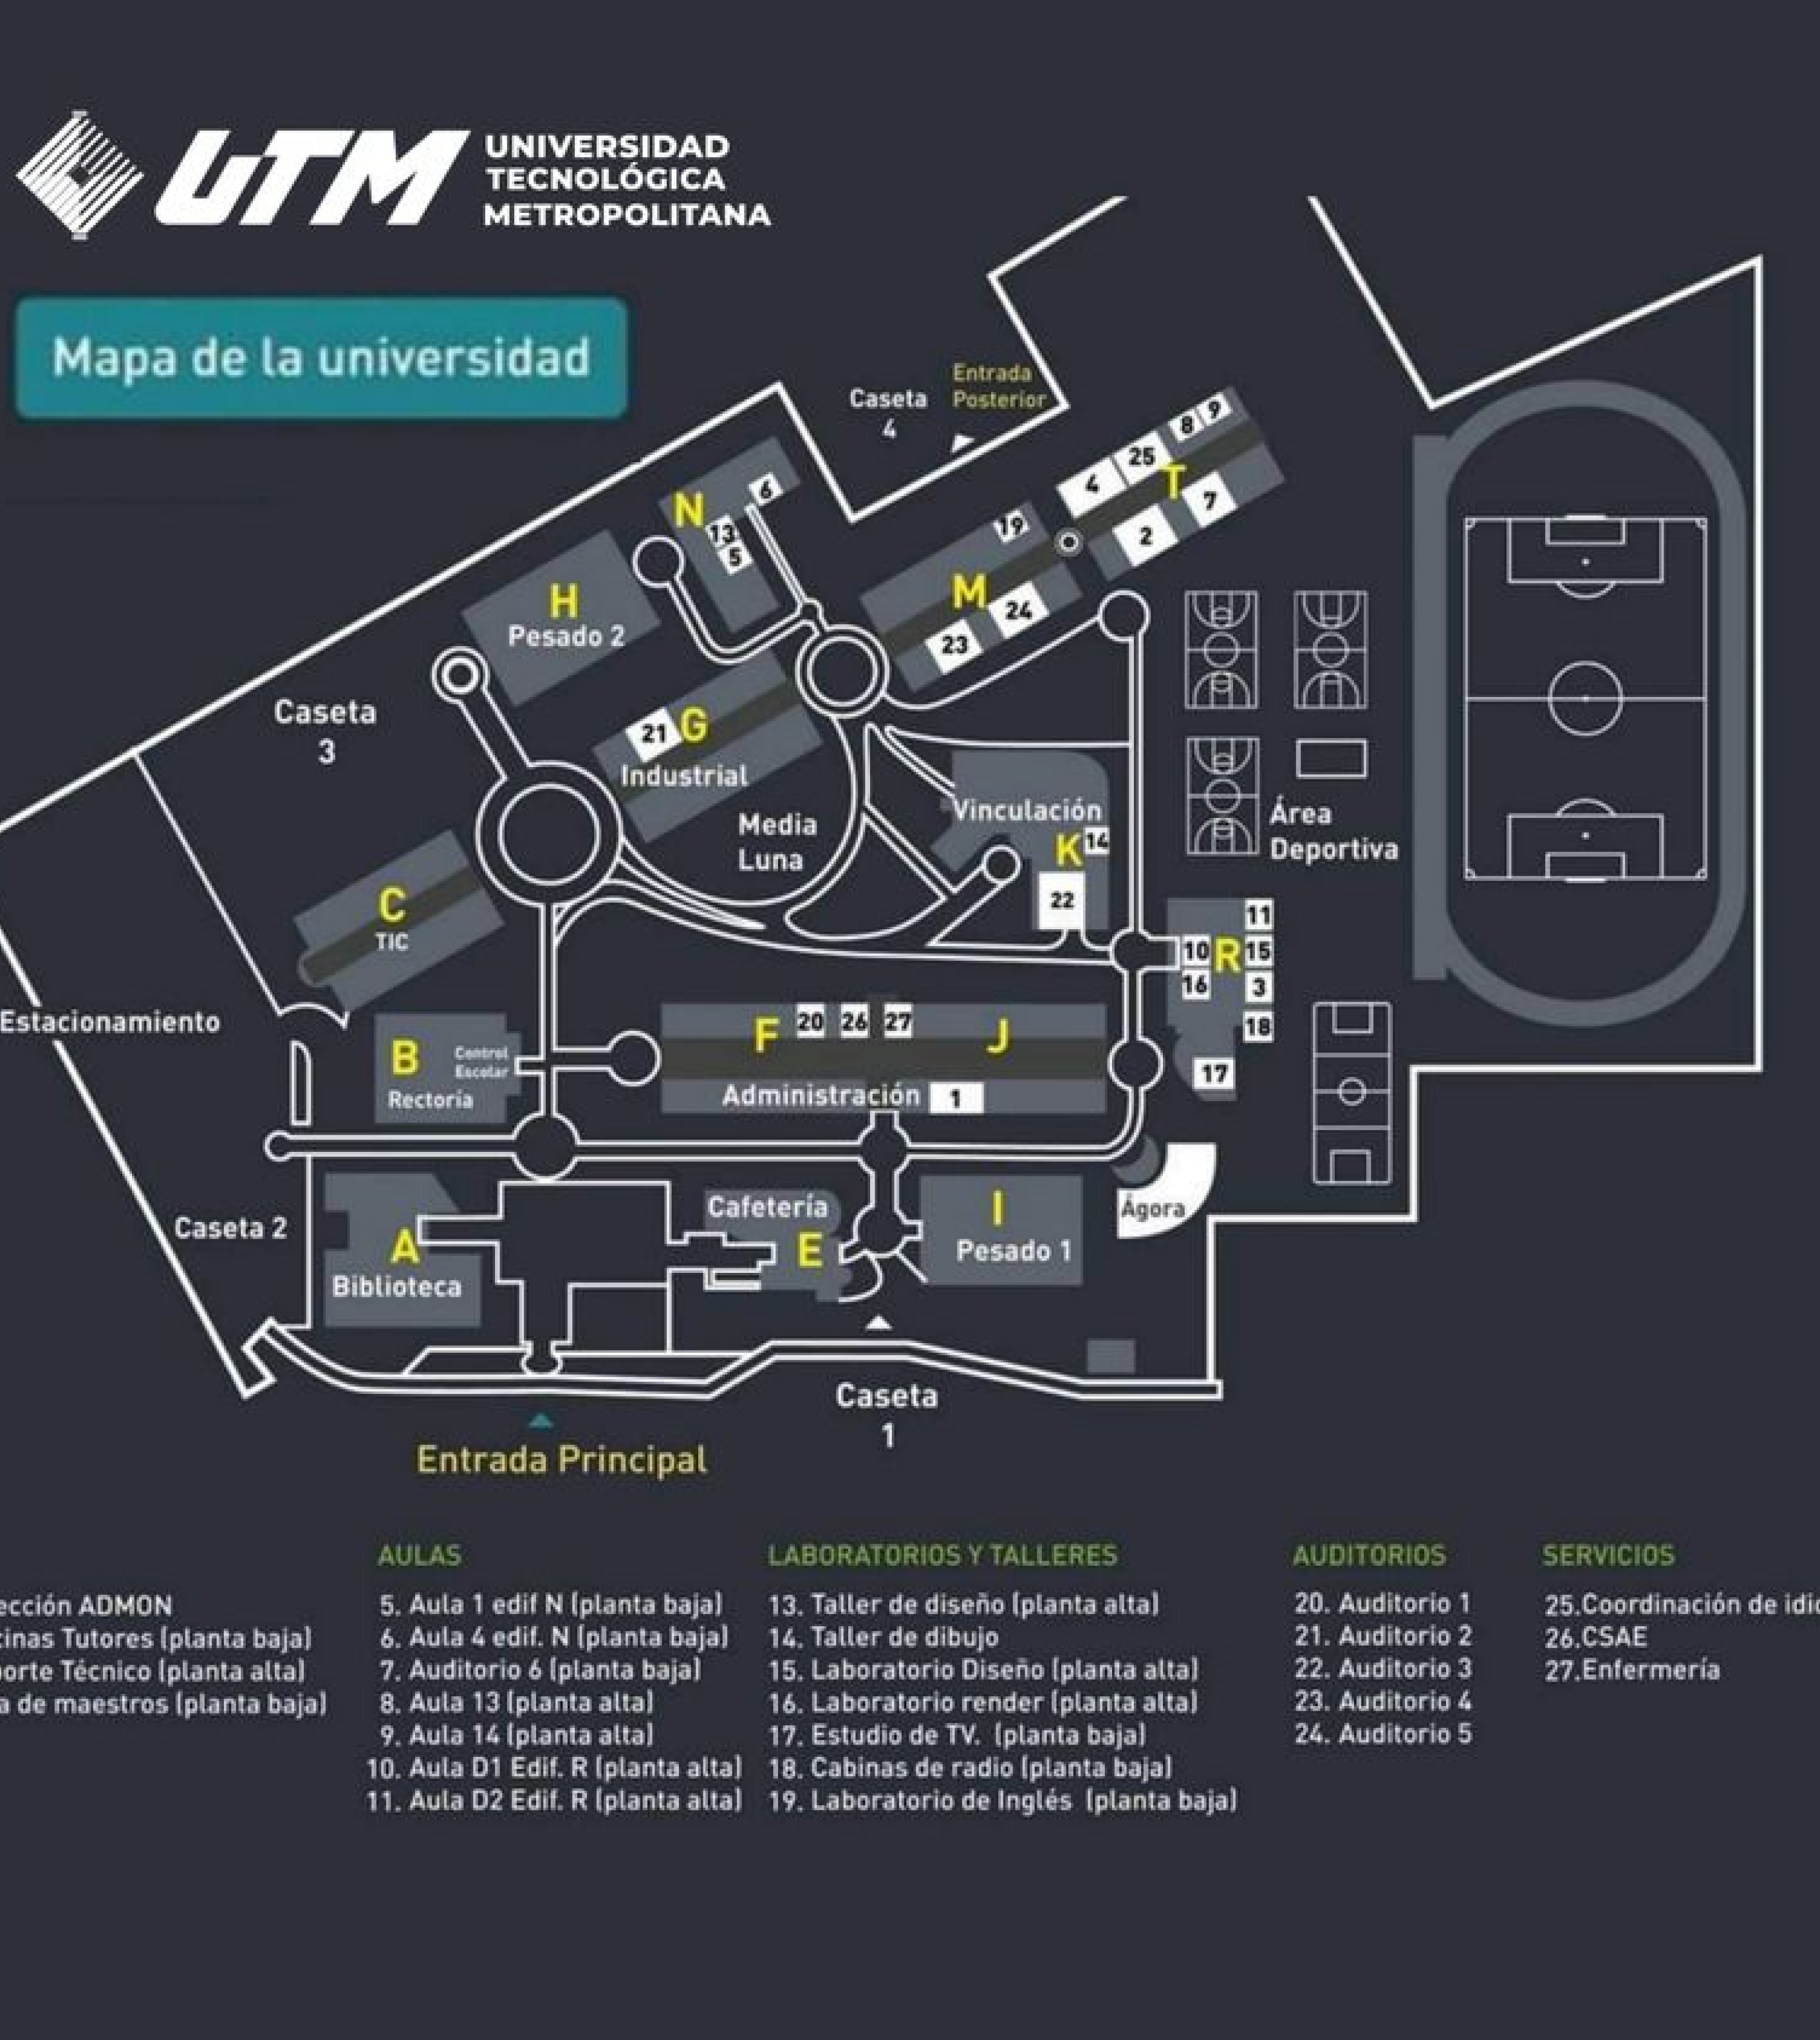 UTM
UNIVERSIDAD
TECNOLÓGICA
METROPOLITANA
Mapa de la universidad
Entrada
Posterior
Caseta
4
N
6
13
5
H
Pesado 2
19
M
24
23
8
9
25
4
T
7
2
Caseta
3
21
G
Industrial
Media
Luna
Vinculación
K
14
22
Área
Deportiva
C
TIC
11
10
R
15
16
3
18
17
Estacionamiento
B
Control
Escolar
Rectoría
F
20
26
27
J
Administración
1
Caseta 2
A
Biblioteca
Cafetería
E
I
Pesado 1
Ágora
Caseta
1
Entrada Principal
ección ADMON
cinas Tutores (planta baja)
porte Técnico (planta alta)
a de maestros (planta baja)
AULAS
5. Aula 1 edif N (planta baja)
6. Aula 4 edif. N (planta baja)
7. Auditorio 6 (planta baja)
8. Aula 13 (planta alta)
9. Aula 14 (planta alta)
10. Aula D1 Edif. R (planta alta)
11. Aula D2 Edif. R (planta alta)
LABORATORIOS Y TALLERES
13. Taller de diseño (planta alta)
14. Taller de dibujo
15. Laboratorio Diseño (planta alta)
16. Laboratorio render (planta alta)
17. Estudio de TV. (planta baja)
18. Cabinas de radio (planta baja)
19. Laboratorio de Inglés (planta baja)
AUDITORIOS
20. Auditorio 1
21. Auditorio 2
22. Auditorio 3
23. Auditorio 4
24. Auditorio 5
SERVICIOS
25.Coordinación de idio
26.CSAE
27.Enfermería